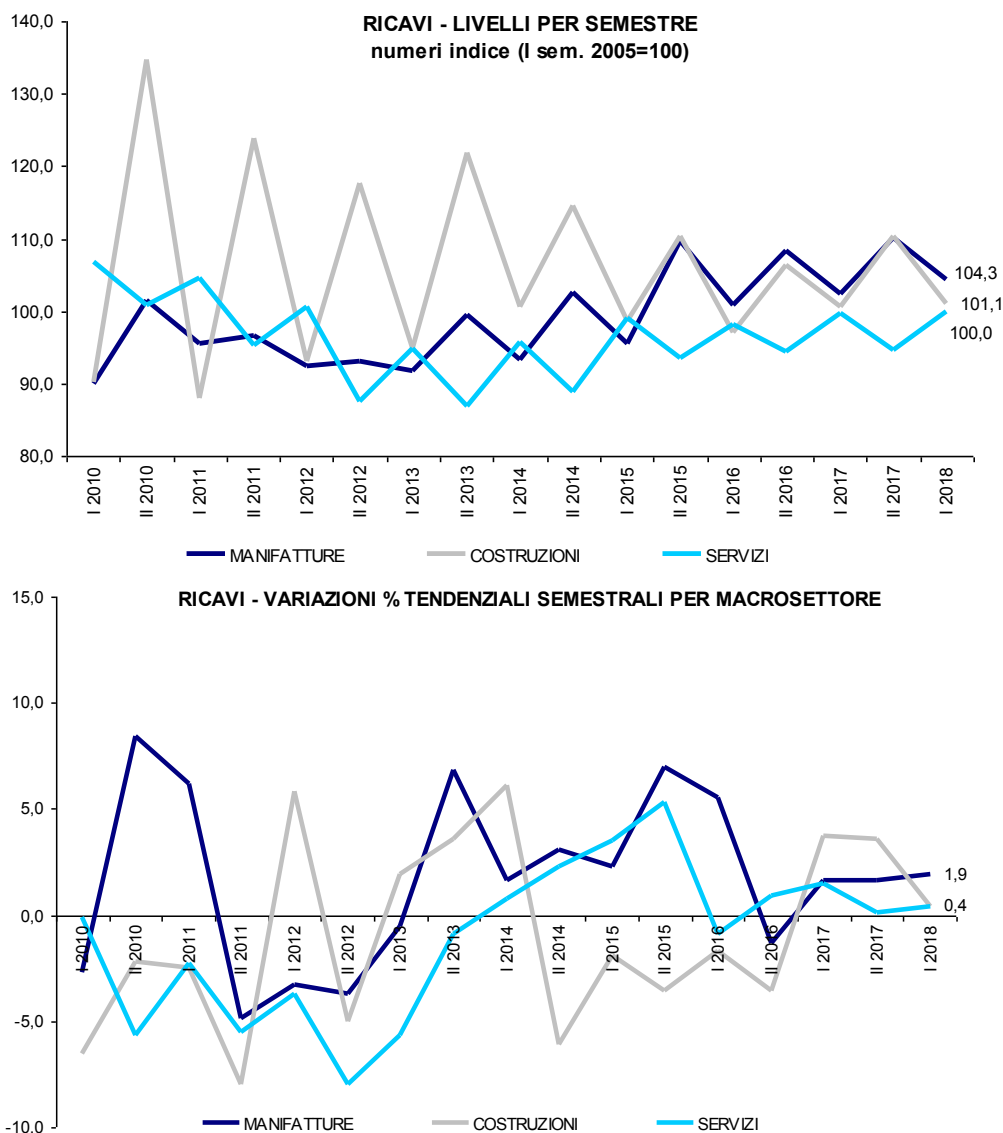 RICAVI - LIVELLI PER SEMESTRE
numeri indice (I sem. 2005=100)
140,0
130,0
120,0
110,0
100,0
90,0
80,0
104,3
101,1
100,0
I 2010
II 2010
I 2011
II 2011
I 2012
II 2012
I 2013
II 2013
I 2014
II 2014
I 2015
II 2015
I 2016
II 2016
I 2017
II 2017
I 2018
MANIFATTURE COSTRUZIONI SERVIZI
RICAVI - VARIAZIONI % TENDENZIALI SEMESTRALI PER MACROSETTORE
15,0
10,0
5,0
0,0
-5,0
-10,0
1,9
0,4
I 2010
II 2010
I 2011
II 2011
I 2012
II 2012
I 2013
II 2013
I 2014
II 2014
I 2015
II 2015
I 2016
II 2016
I 2017
II 2017
I 2018
MANIFATTURE COSTRUZIONI SERVIZI